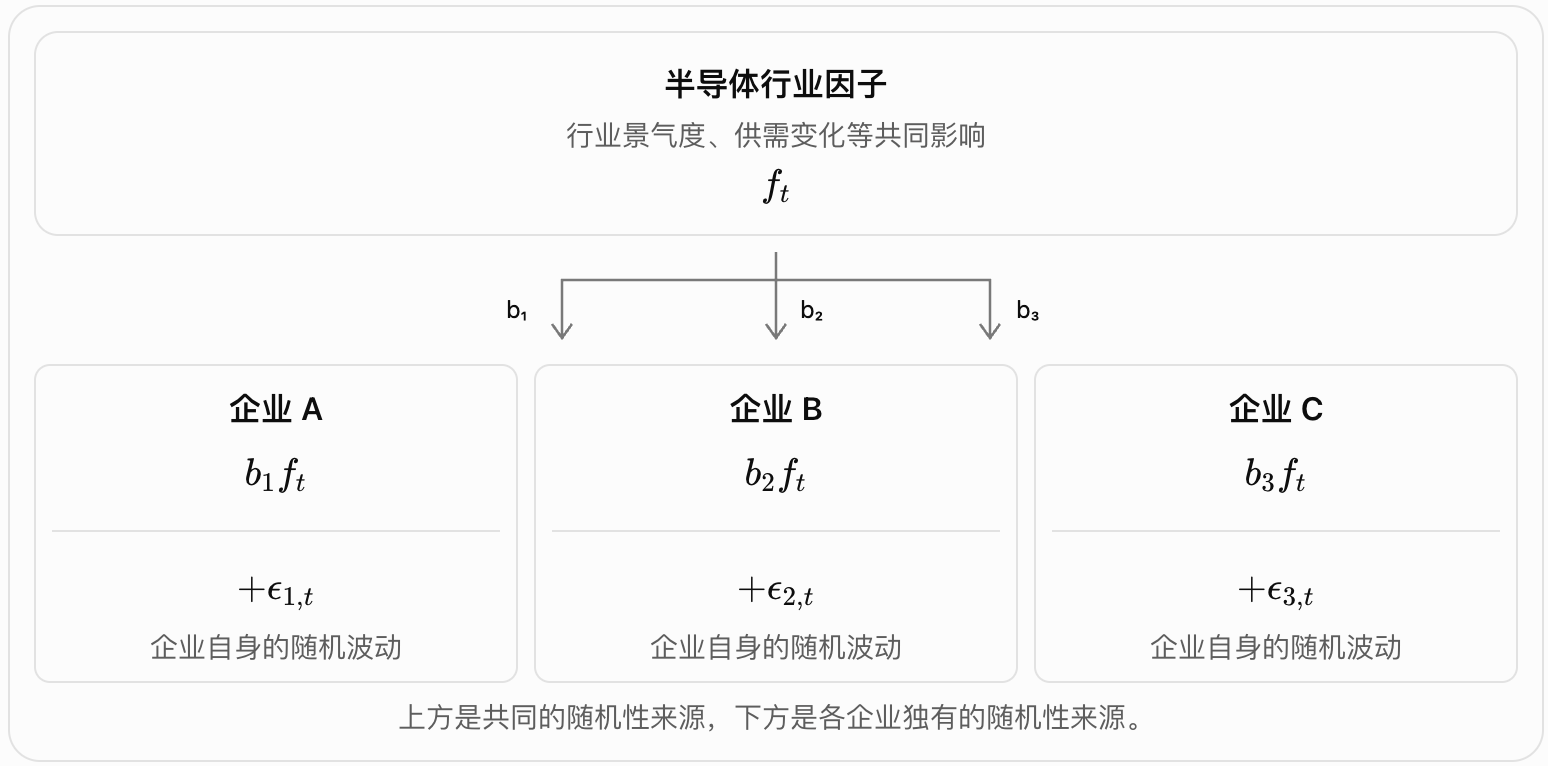 半导体行业因子
行业景气度、供需变化等共同影响
f_t
b₁ b₂ b₃
企业 A
b_1 f_t
+ϵ_{1,t}
企业自身的随机波动
企业 B
b_2 f_t
+ϵ_{2,t}
企业自身的随机波动
企业 C
b_3 f_t
+ϵ_{3,t}
企业自身的随机波动
上方是共同的随机性来源，下方是各企业独有的随机性来源。